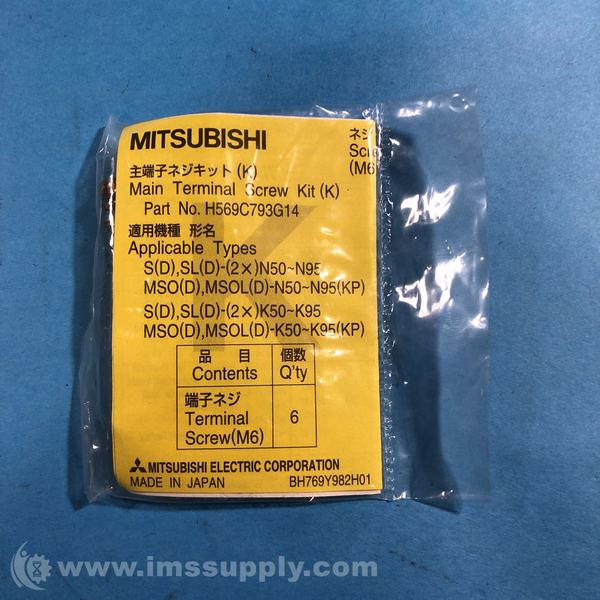 MITSUBISHI
主端子ネジキット(K)
Main Terminal Screw Kit (K)
Part No. H569C793G14
適用機種 形名
Applicable Types
S(D),SL(D)-(2×)N50~N95
MSO(D),MSOL(D)-N50~N95(KP)
S(D),SL(D)-(2×)K50~K95
MSO(D),MSOL(D)-K50~K95(KP)
品 目 個数
Contents Q'ty
端子ネジ
Terminal 6
Screw(M6)
MITSUBISHI ELECTRIC CORPORATION
MADE IN JAPAN BH769Y982H01
ネジ
(M6
K
www.imssupply.com